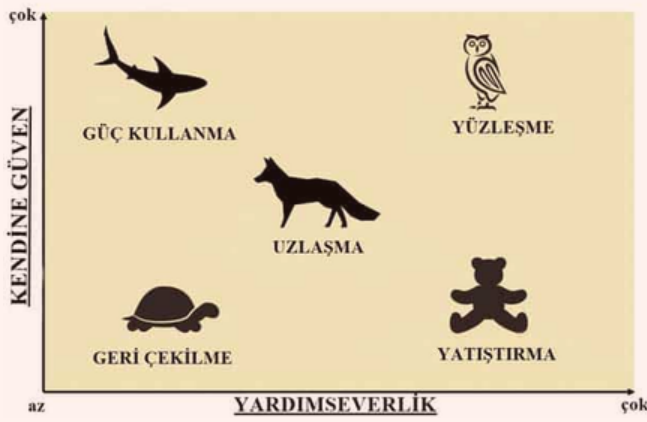 çok
KENDİNE GÜVEN
GÜÇ KULLANMA
YÜZLEŞME
UZLAŞMA
GERİ ÇEKİLME
YATIŞTIRMA
az
YARDIMSEVERLİK
çok